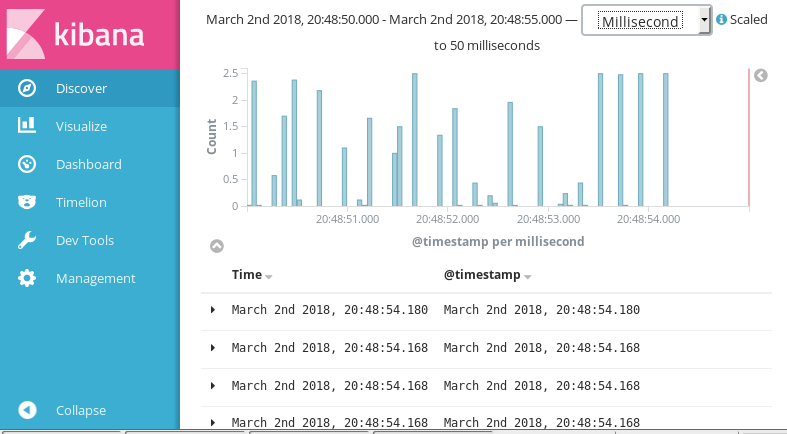 kibana
Discover
Visualize
Dashboard
Timelion
Dev Tools
Management
Collapse
March 2nd 2018, 20:48:50.000 - March 2nd 2018, 20:48:55.000 — Millisecond Scaled
to 50 milliseconds
2.5
2
1.5
1
0.5
0
Count
20:48:51.000 20:48:52.000 20:48:53.000 20:48:54.000
@timestamp per millisecond
Time @timestamp
March 2nd 2018, 20:48:54.180 March 2nd 2018, 20:48:54.180
March 2nd 2018, 20:48:54.168 March 2nd 2018, 20:48:54.168
March 2nd 2018, 20:48:54.168 March 2nd 2018, 20:48:54.168
March 2nd 2018, 20:48:54.168 March 2nd 2018, 20:48:54.168